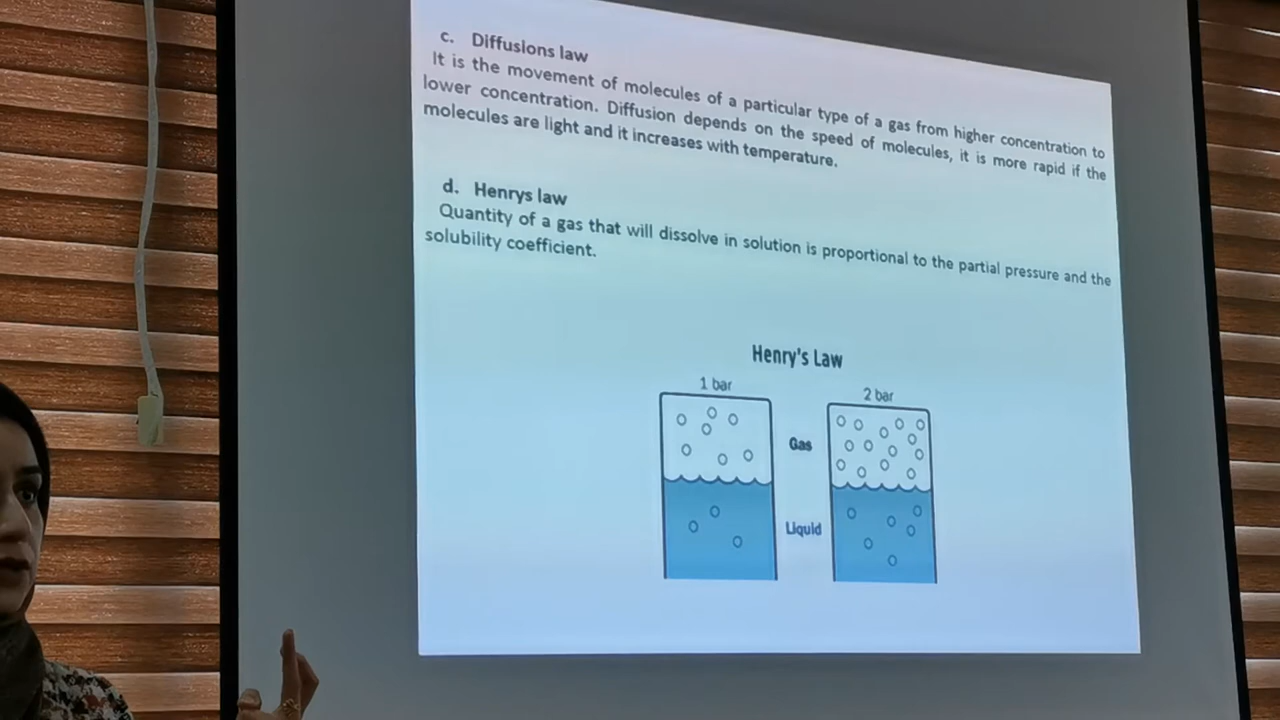 c. Diffusions law
It is the movement of molecules of a particular type of a gas from higher concentration to
lower concentration. Diffusion depends on the speed of molecules, it is more rapid if the
molecules are light and it increases with temperature.
d. Henrys law
Quantity of a gas that will dissolve in solution is proportional to the partial pressure and the
solubility coefficient.
Henry's Law
1 bar
2 bar
Gas
Liquid